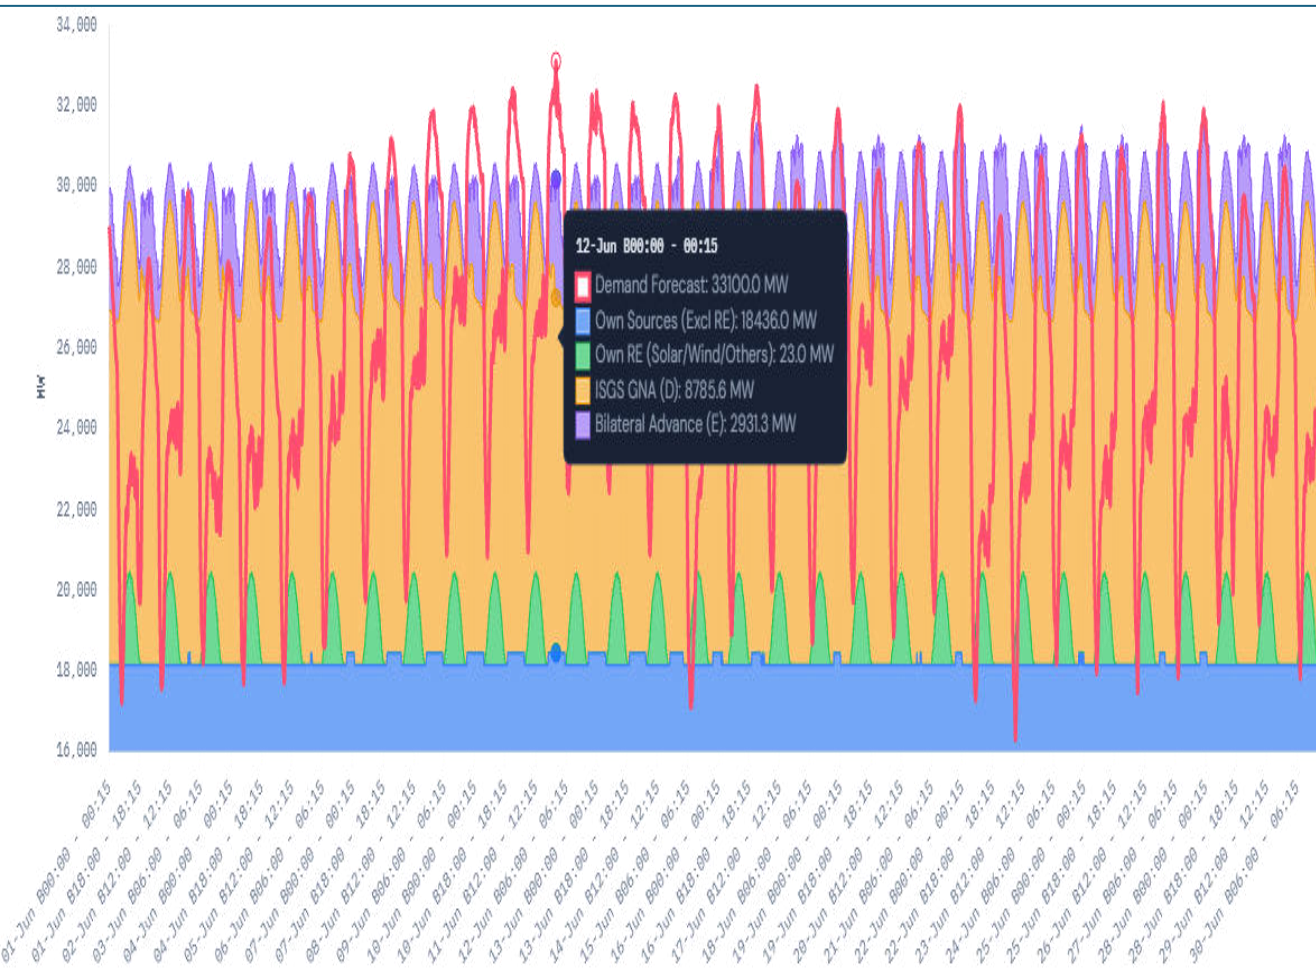 34,000
32,000
30,000
28,000
26,000
24,000
22,000
20,000
18,000
16,000
MW
12-Jun B00:00 - 00:15
Demand Forecast: 33100.0 MW
Own Sources (Excl RE): 18436.0 MW
Own RE (Solar/Wind/Others): 23.0 MW
ISGS GNA (D): 8785.6 MW
Bilateral Advance (E): 2931.3 MW
01-Jun B00:00 - 00:15
01-Jun B18:00 - 18:15
02-Jun B12:00 - 12:15
03-Jun B06:00 - 06:15
04-Jun B00:00 - 00:15
04-Jun B18:00 - 18:15
05-Jun B12:00 - 12:15
06-Jun B06:00 - 06:15
07-Jun B00:00 - 00:15
07-Jun B18:00 - 18:15
08-Jun B12:00 - 12:15
09-Jun B06:00 - 06:15
10-Jun B00:00 - 00:15
10-Jun B18:00 - 18:15
11-Jun B12:00 - 12:15
12-Jun B06:00 - 06:15
13-Jun B00:00 - 00:15
13-Jun B18:00 - 18:15
14-Jun B12:00 - 12:15
15-Jun B06:00 - 06:15
16-Jun B00:00 - 00:15
16-Jun B18:00 - 18:15
17-Jun B12:00 - 12:15
18-Jun B06:00 - 06:15
19-Jun B00:00 - 00:15
19-Jun B18:00 - 18:15
20-Jun B12:00 - 12:15
21-Jun B06:00 - 06:15
22-Jun B00:00 - 00:15
22-Jun B18:00 - 18:15
23-Jun B12:00 - 12:15
24-Jun B06:00 - 06:15
25-Jun B00:00 - 00:15
25-Jun B18:00 - 18:15
26-Jun B12:00 - 12:15
27-Jun B06:00 - 06:15
28-Jun B00:00 - 00:15
28-Jun B18:00 - 18:15
29-Jun B12:00 - 12:15
30-Jun B06:00 - 06:15